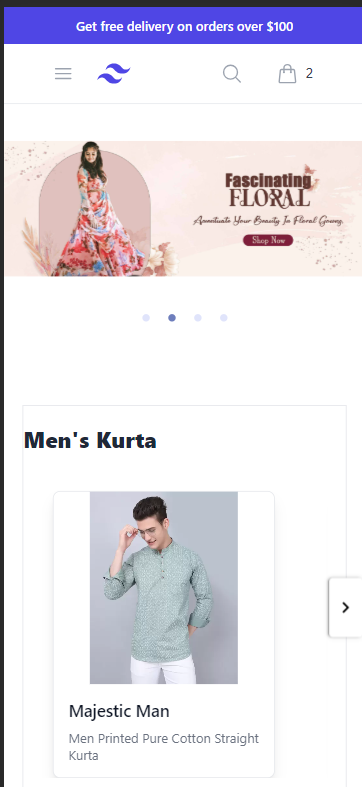 Get free delivery on orders over $100
2
Fascinating
FLORAL
Accentuate Your Beauty In Floral Gowns.
Shop Now
Men's Kurta
Majestic Man
Men Printed Pure Cotton Straight
Kurta